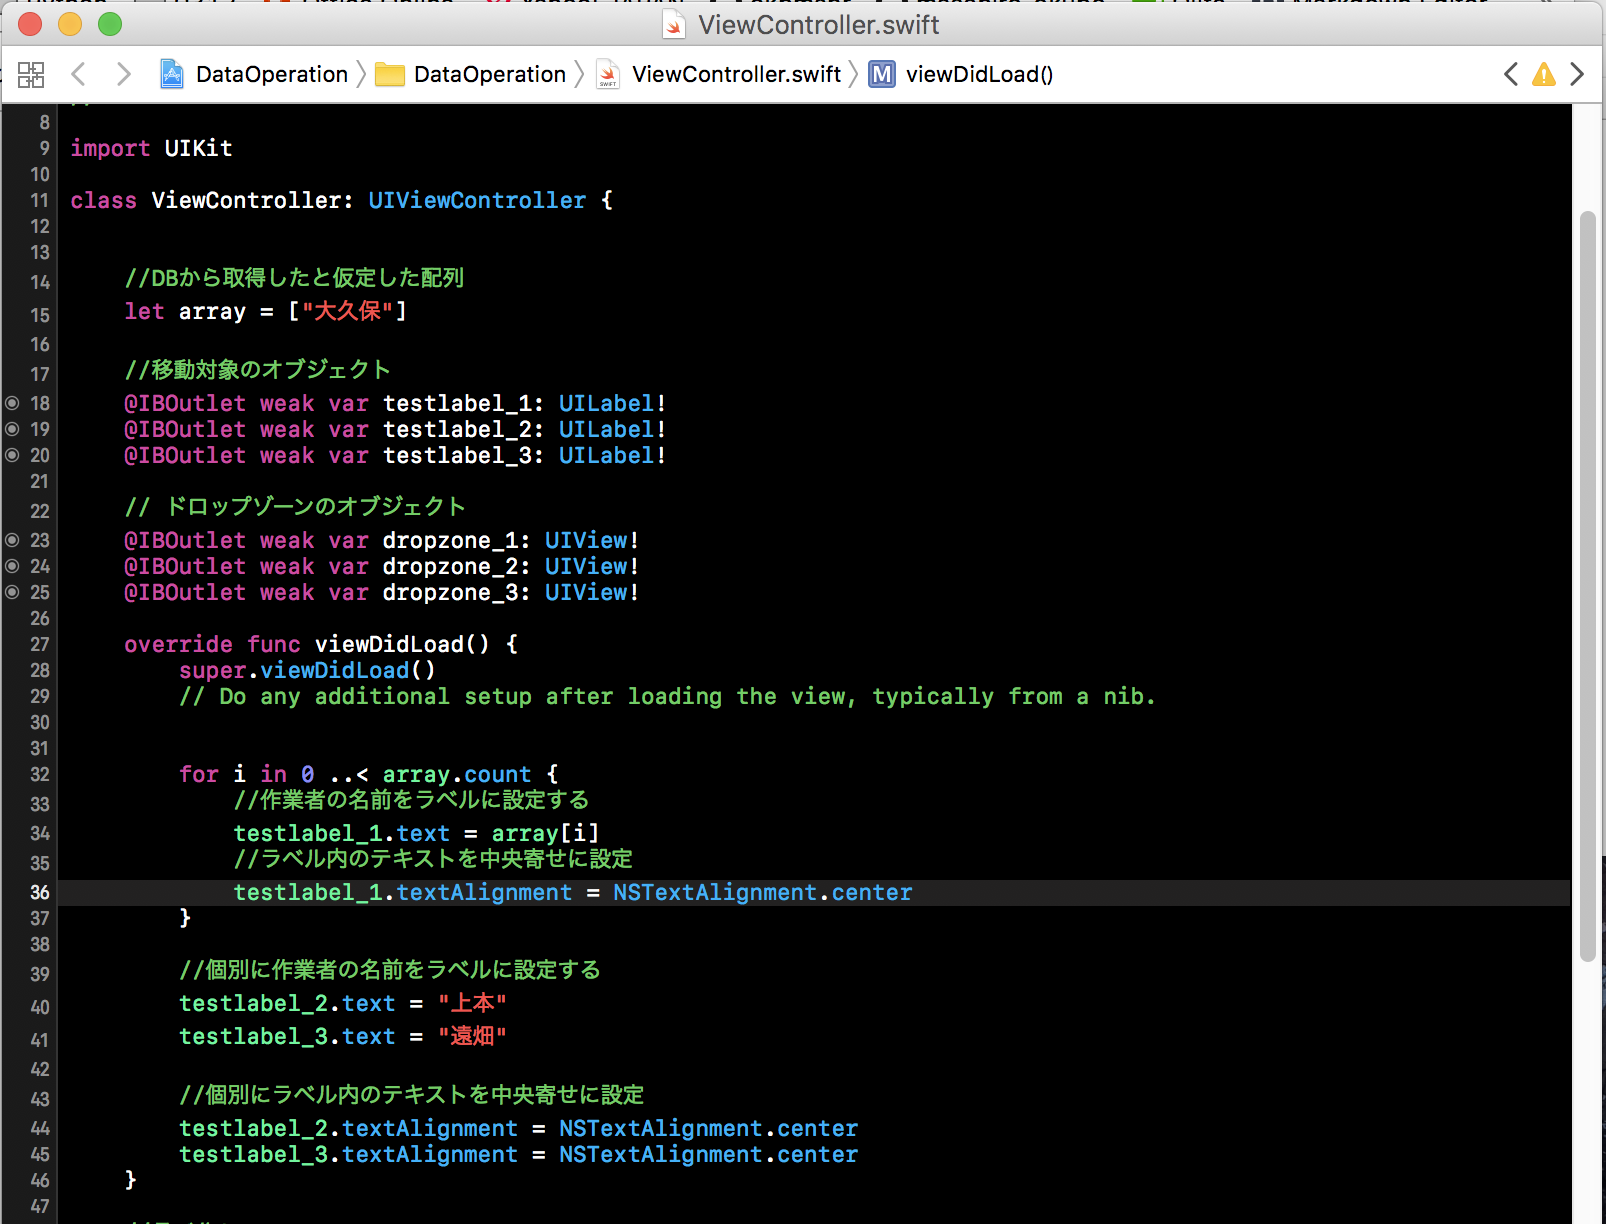 ViewController.swift
DataOperation DataOperation ViewController.swift M viewDidLoad()
8
9 import UIKit
10
11 class ViewController: UIViewController {
12
13
14 //DBから取得したと仮定した配列
15 let array = ["大久保"]
16
17 //移動対象のオブジェクト
18 @IBOutlet weak var testlabel_1: UILabel!
19 @IBOutlet weak var testlabel_2: UILabel!
20 @IBOutlet weak var testlabel_3: UILabel!
21
22 // ドロップゾーンのオブジェクト
23 @IBOutlet weak var dropzone_1: UIView!
24 @IBOutlet weak var dropzone_2: UIView!
25 @IBOutlet weak var dropzone_3: UIView!
26
27 override func viewDidLoad() {
28 super.viewDidLoad()
29 // Do any additional setup after loading the view, typically from a nib.
30
31
32 for i in 0 ..< array.count {
33 //作業者の名前をラベルに設定する
34 testlabel_1.text = array[i]
35 //ラベル内のテキストを中央寄せに設定
36 testlabel_1.textAlignment = NSTextAlignment.center
37 }
38
39 //個別に作業者の名前をラベルに設定する
40 testlabel_2.text = "上本"
41 testlabel_3.text = "遠畑"
42
43 //個別にラベル内のテキストを中央寄せに設定
44 testlabel_2.textAlignment = NSTextAlignment.center
45 testlabel_3.textAlignment = NSTextAlignment.center
46 }
47